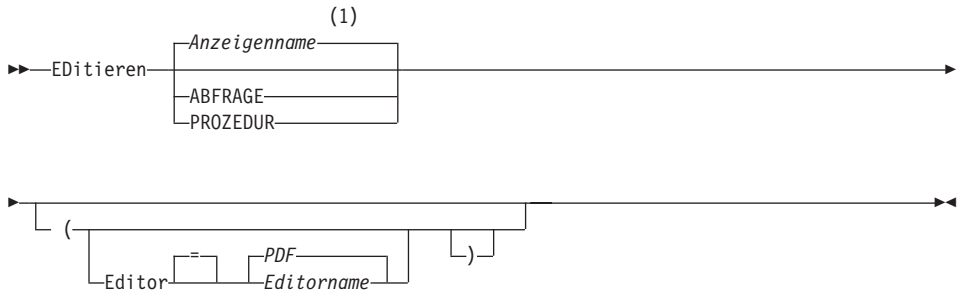 (1)
Anzeigenname
EDitieren
ABFRAGE
PROZEDUR
(
)
= PDF
Editor Editorname